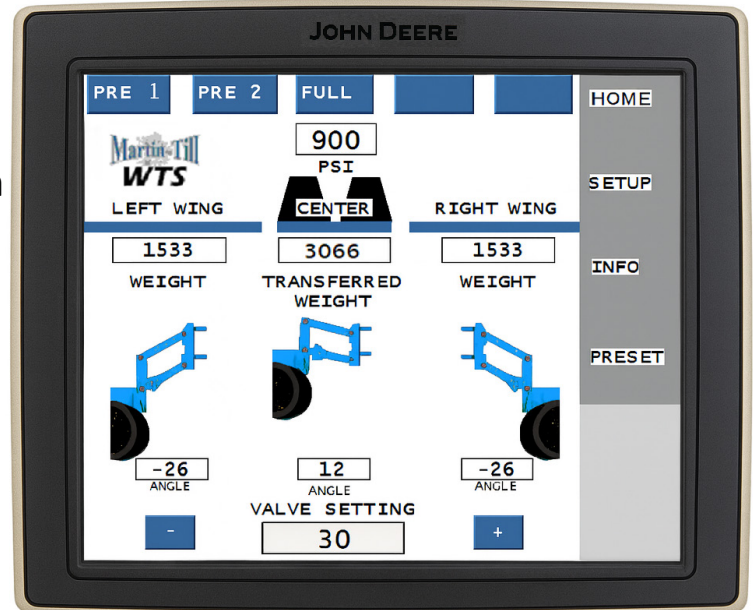 JOHN DEERE
PRE 1 PRE 2 FULL
HOME
900
PSI
Martin-Till
WTS
SETUP
LEFT WING CENTER RIGHT WING
1533 3066 1533
INFO
WEIGHT TRANSFERRED WEIGHT WEIGHT
PRESET
-26 12 -26
ANGLE ANGLE ANGLE
VALVE SETTING
- 30 +